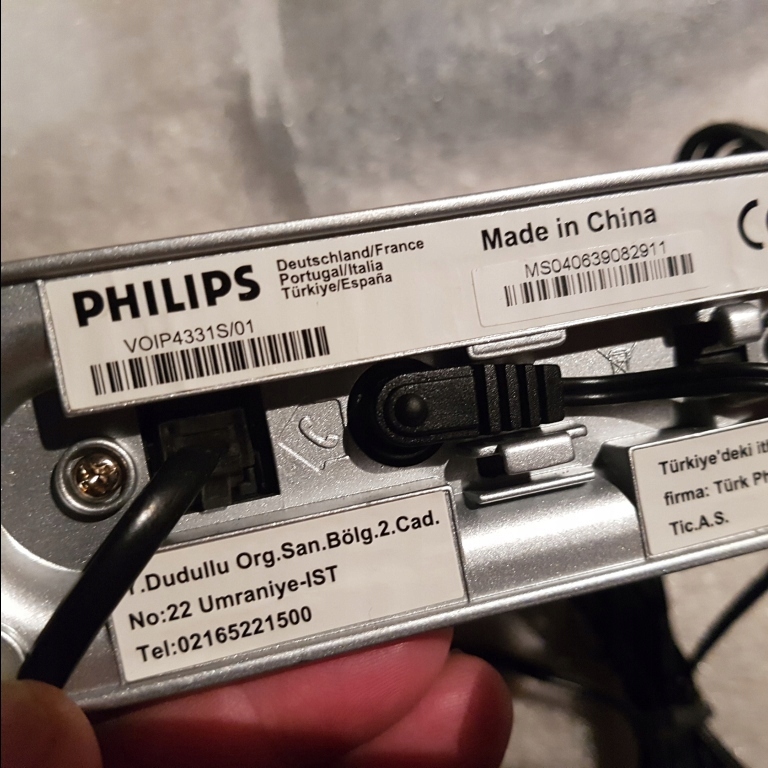 PHILIPS
Deutschland/France
Portugal/Italia
Türkiye/España
VOIP4331S/01
Made in China
MS040639082911
Y.Dudullu Org.San.Bölg.2.Cad.
No:22 Umraniye-IST
Tel:02165221500
Türkiye'deki
firma: Türk
Tic.A.S.